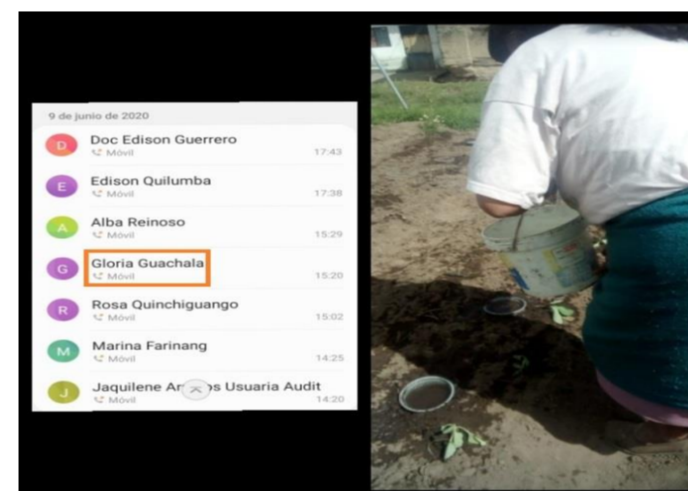 9 de junio de 2020
D
Doc Edison Guerrero
Móvil
17:43
E
Edison Quilumba
Móvil
17:38
A
Alba Reinoso
Móvil
15:29
G
Gloria Guachala
Móvil
15:20
R
Rosa Quinchiguango
Móvil
15:02
M
Marina Farinang
Móvil
14:25
J
Jaquilene Usuaria Audit
Móvil
14:20